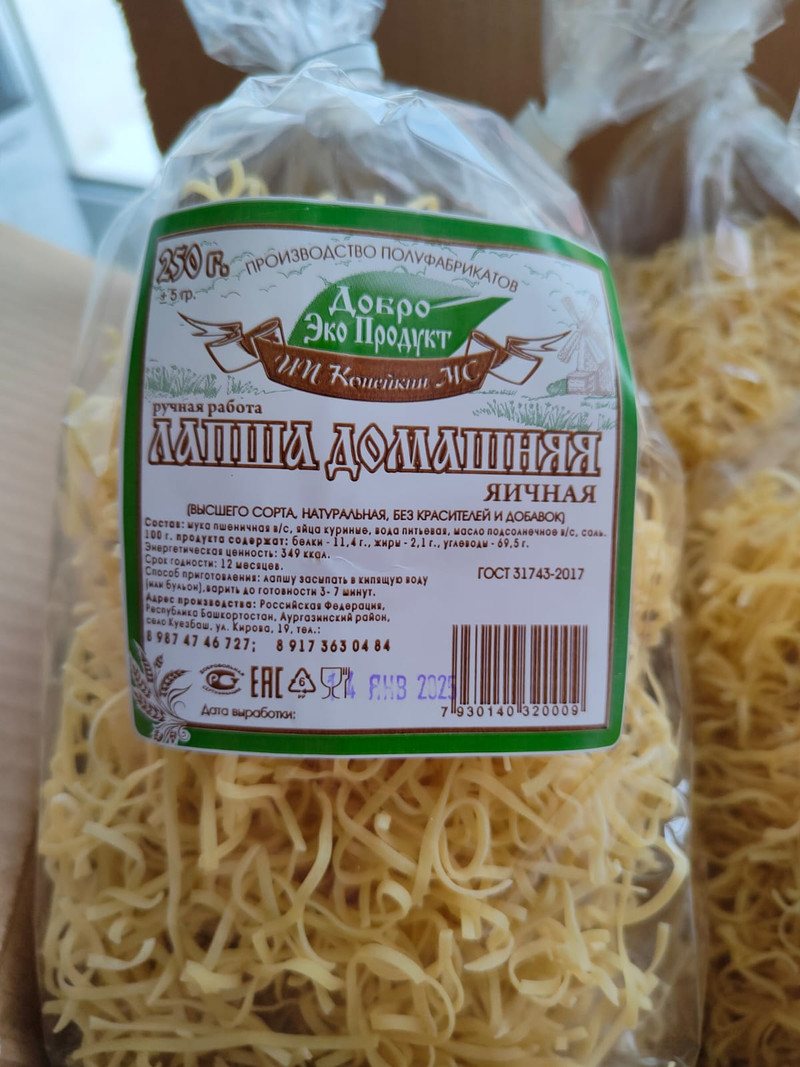 250 г.
± 5 гр.
ПРОИЗВОДСТВО ПОЛУФАБРИКАТОВ
Добро
Эко Продукт
ИП Копейкин МС
ручная работа
ЛАПША ДОМАШНЯЯ
ЯИЧНАЯ
(ВЫСШЕГО СОРТА, НАТУРАЛЬНАЯ, БЕЗ КРАСИТЕЛЕЙ И ДОБАВОК)
Состав: мука пшеничная в/с, яйца куриные, вода питьевая, масло подсолнечное в/с, соль.
100 г. продукта содержат: белки - 11,4 г., жиры - 2,1 г., углеводы - 69,5 г.
Энергетическая ценность: 349 ккал.
Срок годности: 12 месяцев.
Способ приготовления: лапшу засыпать в кипящую воду
(или бульон), варить до готовности 3- 7 минут.
ГОСТ 31743-2017
Адрес производства: Российская Федерация,
Республика Башкортостан, Аургазинский район,
село Куезбаш, ул. Кирова, 19, тел.:
8 987 47 46 727; 8 917 363 04 84
ЕАС 6 14 ЯНВ 2025
Дата выработки:
7 930140 320009